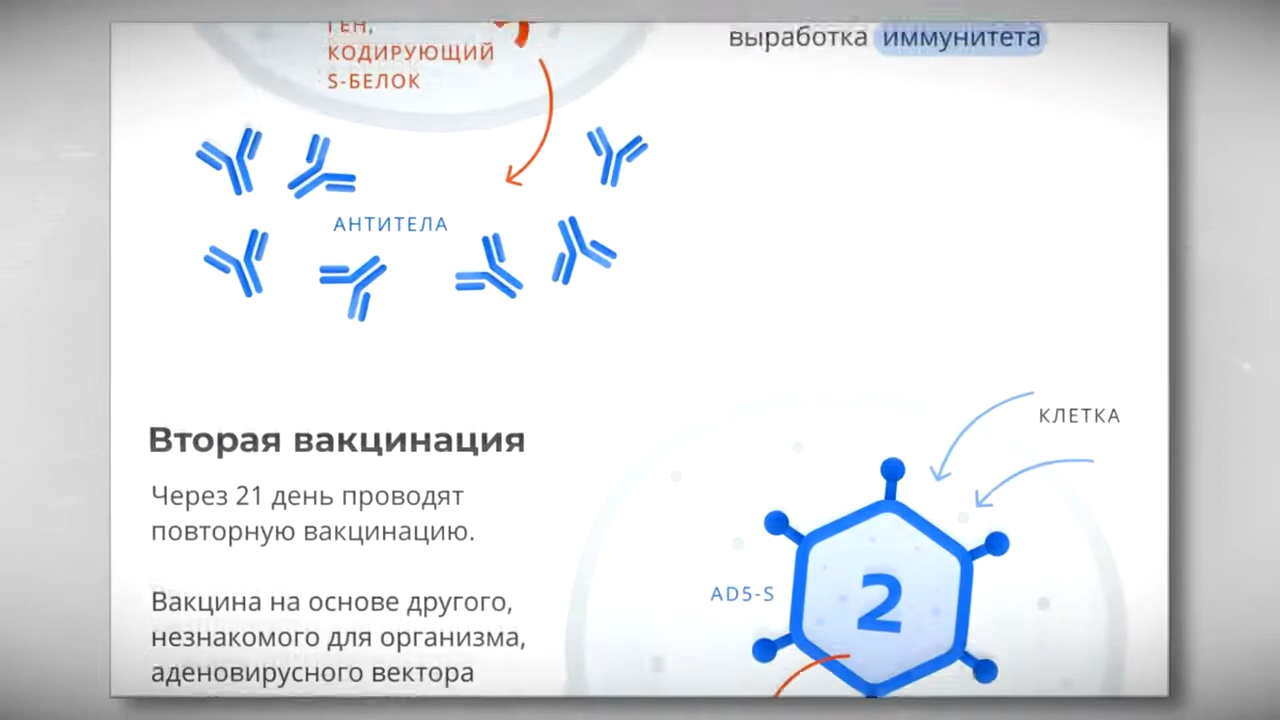 ГЕН,
КОДИРУЮЩИЙ
S-БЕЛОК
выработка иммунитета
АНТИТЕЛА
КЛЕТКА
Вторая вакцинация
Через 21 день проводят
повторную вакцинацию.
AD5-S
2
Вакцина на основе другого,
незнакомого для организма,
аденовирусного вектора